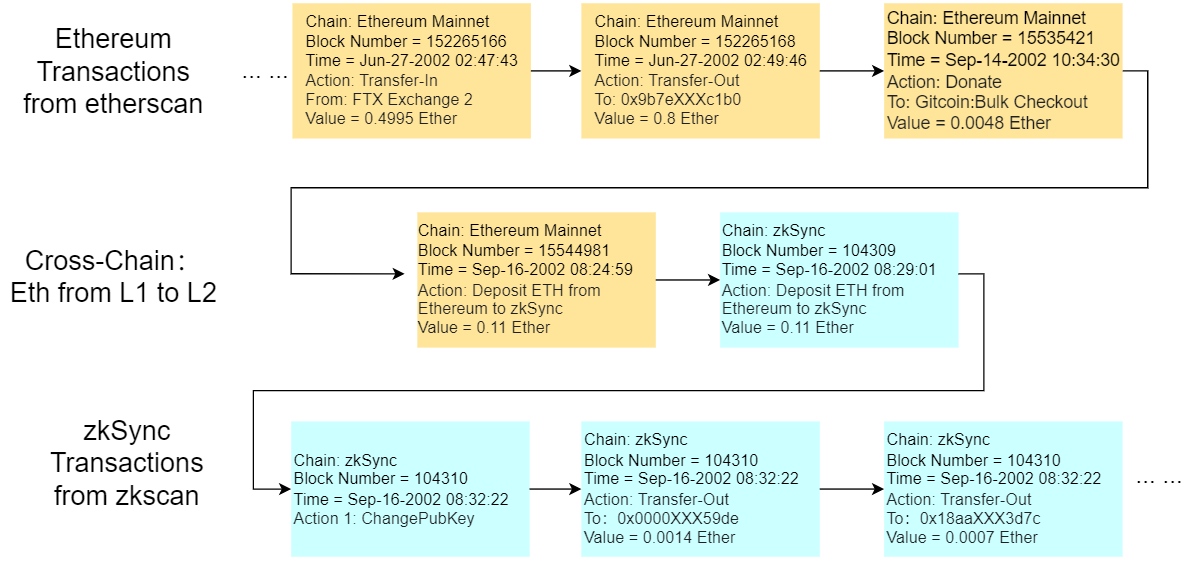 Ethereum
Transactions
from etherscan
... ...
Chain: Ethereum Mainnet
Block Number = 152265166
Time = Jun-27-2002 02:47:43
Action: Transfer-In
From: FTX Exchange 2
Value = 0.4995 Ether
Chain: Ethereum Mainnet
Block Number = 152265168
Time = Jun-27-2002 02:49:46
Action: Transfer-Out
To: 0x9b7eXXXc1b0
Value = 0.8 Ether
Chain: Ethereum Mainnet
Block Number = 15535421
Time = Sep-14-2002 10:34:30
Action: Donate
To: Gitcoin:Bulk Checkout
Value = 0.0048 Ether
Cross-Chain：
Eth from L1 to L2
Chain: Ethereum Mainnet
Block Number = 15544981
Time = Sep-16-2002 08:24:59
Action: Deposit ETH from
Ethereum to zkSync
Value = 0.11 Ether
Chain: zkSync
Block Number = 104309
Time = Sep-16-2002 08:29:01
Action: Deposit ETH from
Ethereum to zkSync
Value = 0.11 Ether
zkSync
Transactions
from zkscan
Chain: zkSync
Block Number = 104310
Time = Sep-16-2002 08:32:22
Action 1: ChangePubKey
Chain: zkSync
Block Number = 104310
Time = Sep-16-2002 08:32:22
Action: Transfer-Out
To：0x0000XXX59de
Value = 0.0014 Ether
Chain: zkSync
Block Number = 104310
Time = Sep-16-2002 08:32:22
Action: Transfer-Out
To：0x18aaXXX3d7c
Value = 0.0007 Ether
... ...